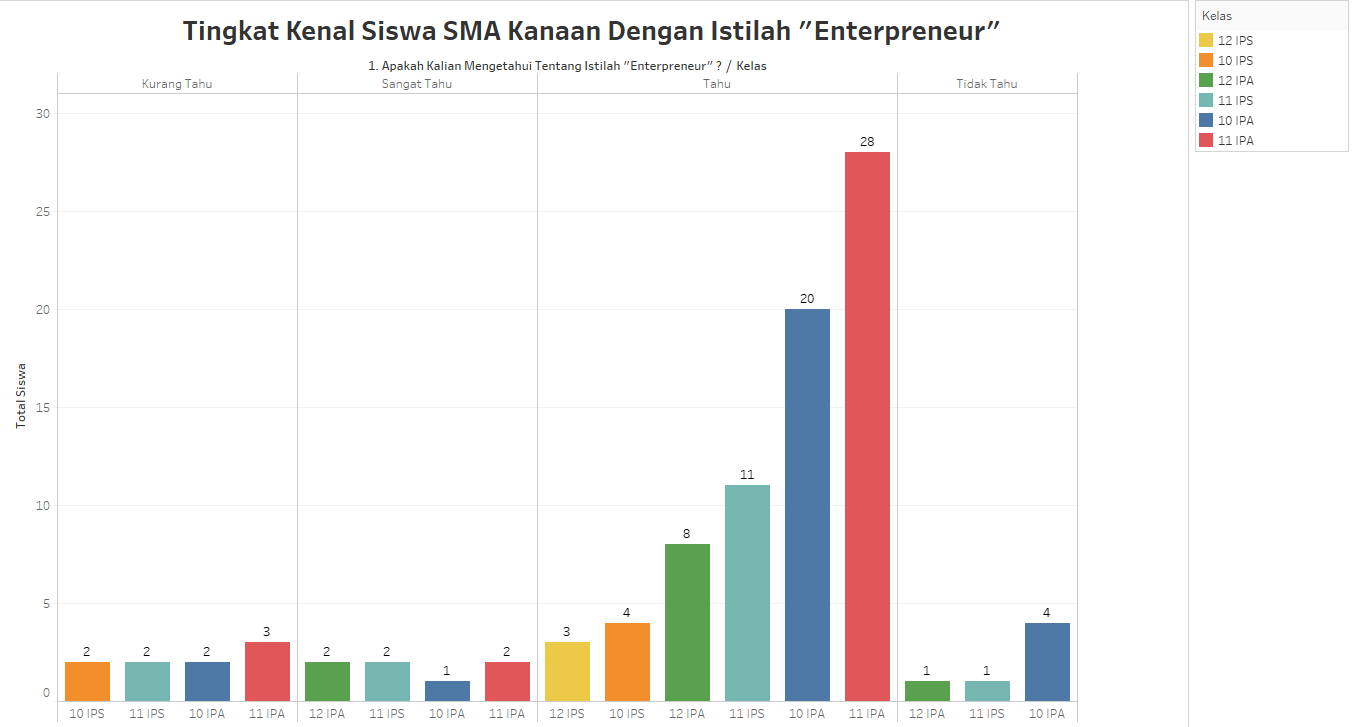 Tingkat Kenal Siswa SMA Kanaan Dengan Istilah "Enterpreneur"
1. Apakah Kalian Mengetahui Tentang Istilah "Enterpreneur" ? / Kelas
Kurang Tahu Sangat Tahu Tahu Tidak Tahu
Total Siswa
30
25
20
15
10
5
0
2 2 2 3 2 2 1 2 3 4 8 11 20 28 1 1 4
10 IPS 11 IPS 10 IPA 11 IPA 12 IPA 11 IPS 10 IPA 11 IPA 12 IPS 10 IPS 12 IPA 11 IPS 10 IPA 11 IPA 12 IPA 11 IPS 10 IPA
Kelas
12 IPS
10 IPS
12 IPA
11 IPS
10 IPA
11 IPA